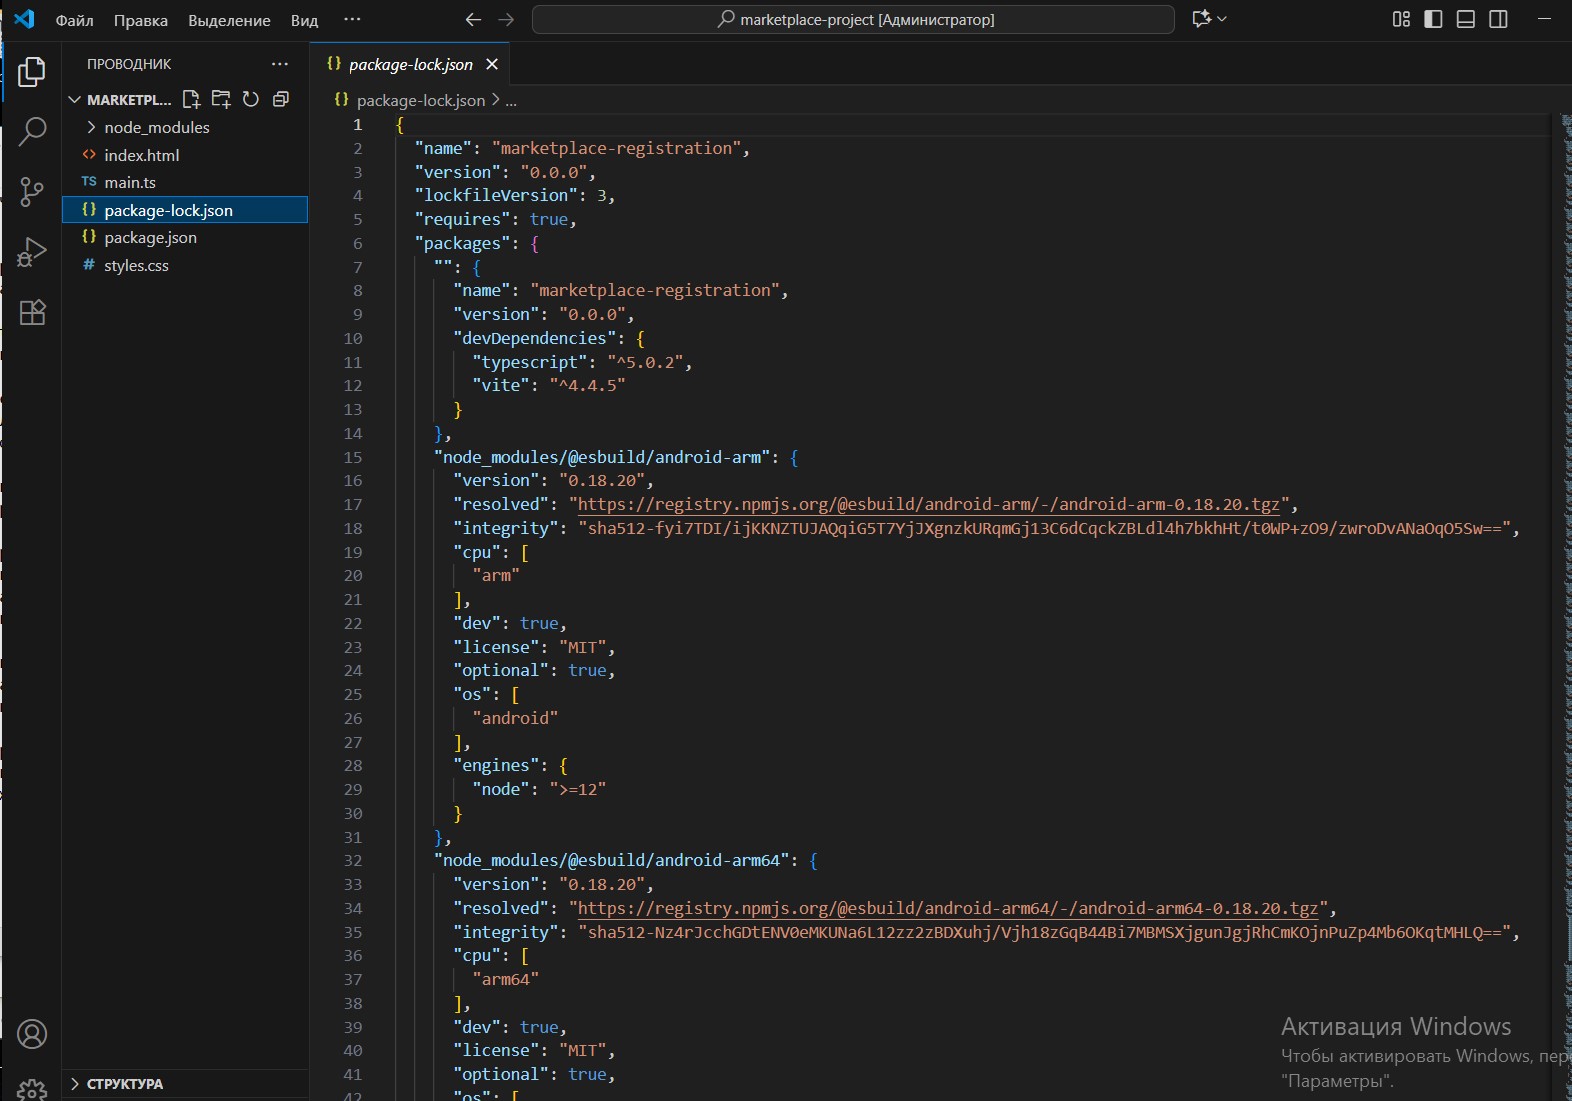 Файл Правка Выделение Вид ···
marketplace-project [Администратор]
ПРОВОДНИК
MARKETPL...
node_modules
index.html
TS main.ts
{} package-lock.json
{} package.json
# styles.css
СТРУКТУРА
{} package-lock.json
{} package-lock.json > ...
1 {
2 "name": "marketplace-registration",
3 "version": "0.0.0",
4 "lockfileVersion": 3,
5 "requires": true,
6 "packages": {
7 "": {
8 "name": "marketplace-registration",
9 "version": "0.0.0",
10 "devDependencies": {
11 "typescript": "^5.0.2",
12 "vite": "^4.4.5"
13 }
14 },
15 "node_modules/@esbuild/android-arm": {
16 "version": "0.18.20",
17 "resolved": "https://registry.npmjs.org/@esbuild/android-arm/-/android-arm-0.18.20.tgz",
18 "integrity": "sha512-fyi7TDI/ijKKNZTUJAQqiG5T7YjJXgnzkURqmGj13C6dCqckZBLdl4h7bkhHt/t0WP+zO9/zwroDvANaOqO5Sw==",
19 "cpu": [
20 "arm"
21 ],
22 "dev": true,
23 "license": "MIT",
24 "optional": true,
25 "os": [
26 "android"
27 ],
28 "engines": {
29 "node": ">=12"
30 }
31 },
32 "node_modules/@esbuild/android-arm64": {
33 "version": "0.18.20",
34 "resolved": "https://registry.npmjs.org/@esbuild/android-arm64/-/android-arm64-0.18.20.tgz",
35 "integrity": "sha512-Nz4rJcchGDtENV0eMKUNa6L12zz2zBDXuhj/Vjh18zGqB44Bi7MBMSXjgunJgjRhCmKOjnPuZp4Mb6OKqtMHLQ==",
36 "cpu": [
37 "arm64"
38 ],
39 "dev": true,
40 "license": "MIT",
41 "optional": true,
42 "os": [
Активация Windows
Чтобы активировать Windows, пер
"Параметры".